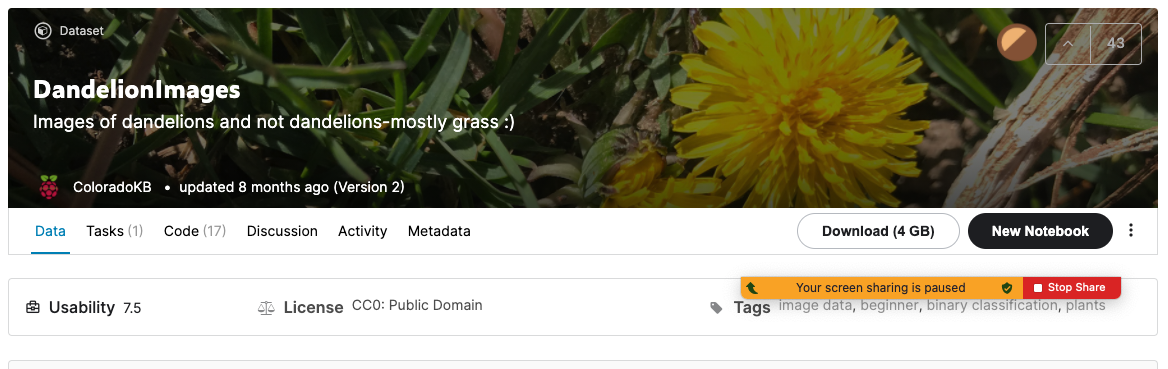 Dataset
43
DandelionImages
Images of dandelions and not dandelions-mostly grass :)
ColoradoKB • updated 8 months ago (Version 2)
Data Tasks (1) Code (17) Discussion Activity Metadata Download (4 GB) New Notebook
Your screen sharing is paused Stop Share
Usability 7.5 License CC0: Public Domain Tags image data, beginner, binary classification, plants